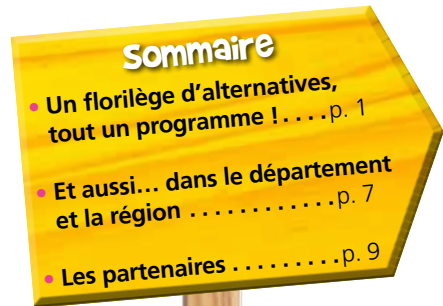 Sommaire
• Un florilège d'alternatives,
tout un programme ! . . . . p. 1
• Et aussi… dans le département
et la région . . . . . . . . . . . . p. 7
• Les partenaires . . . . . . . . . p. 9